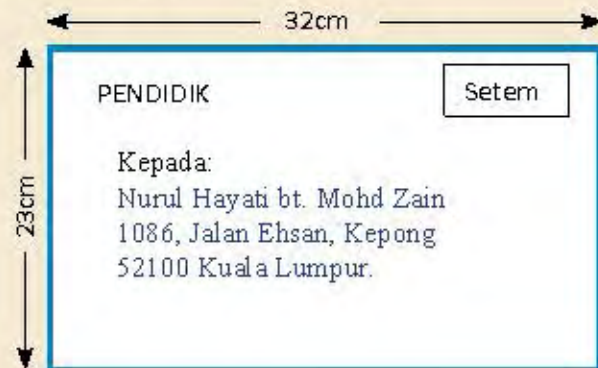 32cm
PENDIDIK
Setem
23cm
Kepada:
Nurul Hayati bt. Mohd Zain
1086, Jalan Ehsan, Kepong
52100 Kuala Lumpur.